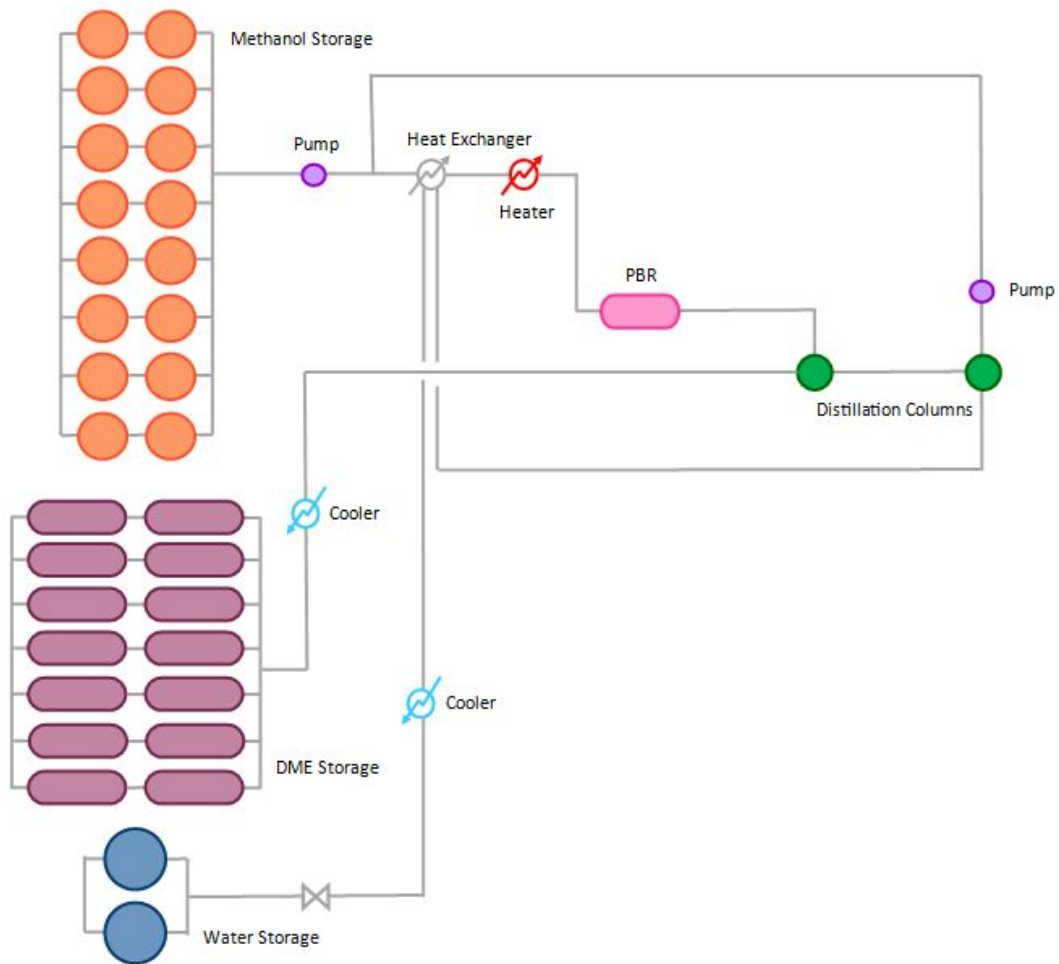 Methanol Storage
Pump
Heat Exchanger
Heater
PBR
Pump
Distillation Columns
Cooler
Cooler
DME Storage
Water Storage